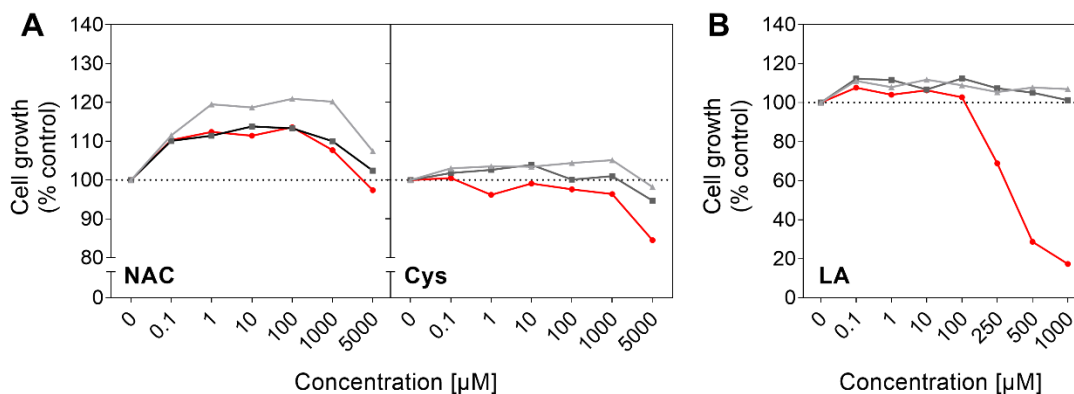 A
Cell growth
(% control)
140
130
120
110
100
90
80
0
NAC
Cys
0 0.1 1 10 100 1000 5000
0 0.1 1 10 100 1000 5000
Concentration [µM]
B
Cell growth
(% control)
140
120
100
80
60
40
20
0
LA
0 0.1 1 10 100 250 500 1000
Concentration [µM]